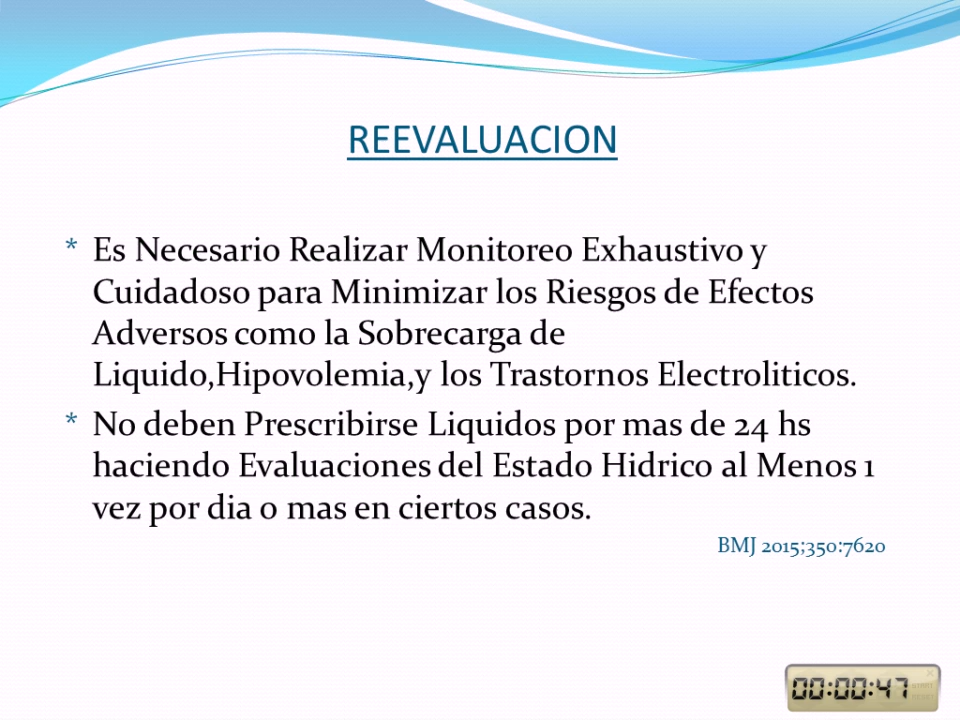 REEVALUACION
* Es Necesario Realizar Monitoreo Exhaustivo y
Cuidadoso para Minimizar los Riesgos de Efectos
Adversos como la Sobrecarga de
Liquido,Hipovolemia,y los Trastornos Electroliticos.
* No deben Prescribirse Liquidos por mas de 24 hs
haciendo Evaluaciones del Estado Hidrico al Menos 1
vez por dia o mas en ciertos casos.
BMJ 2015;350:7620
00:00:47